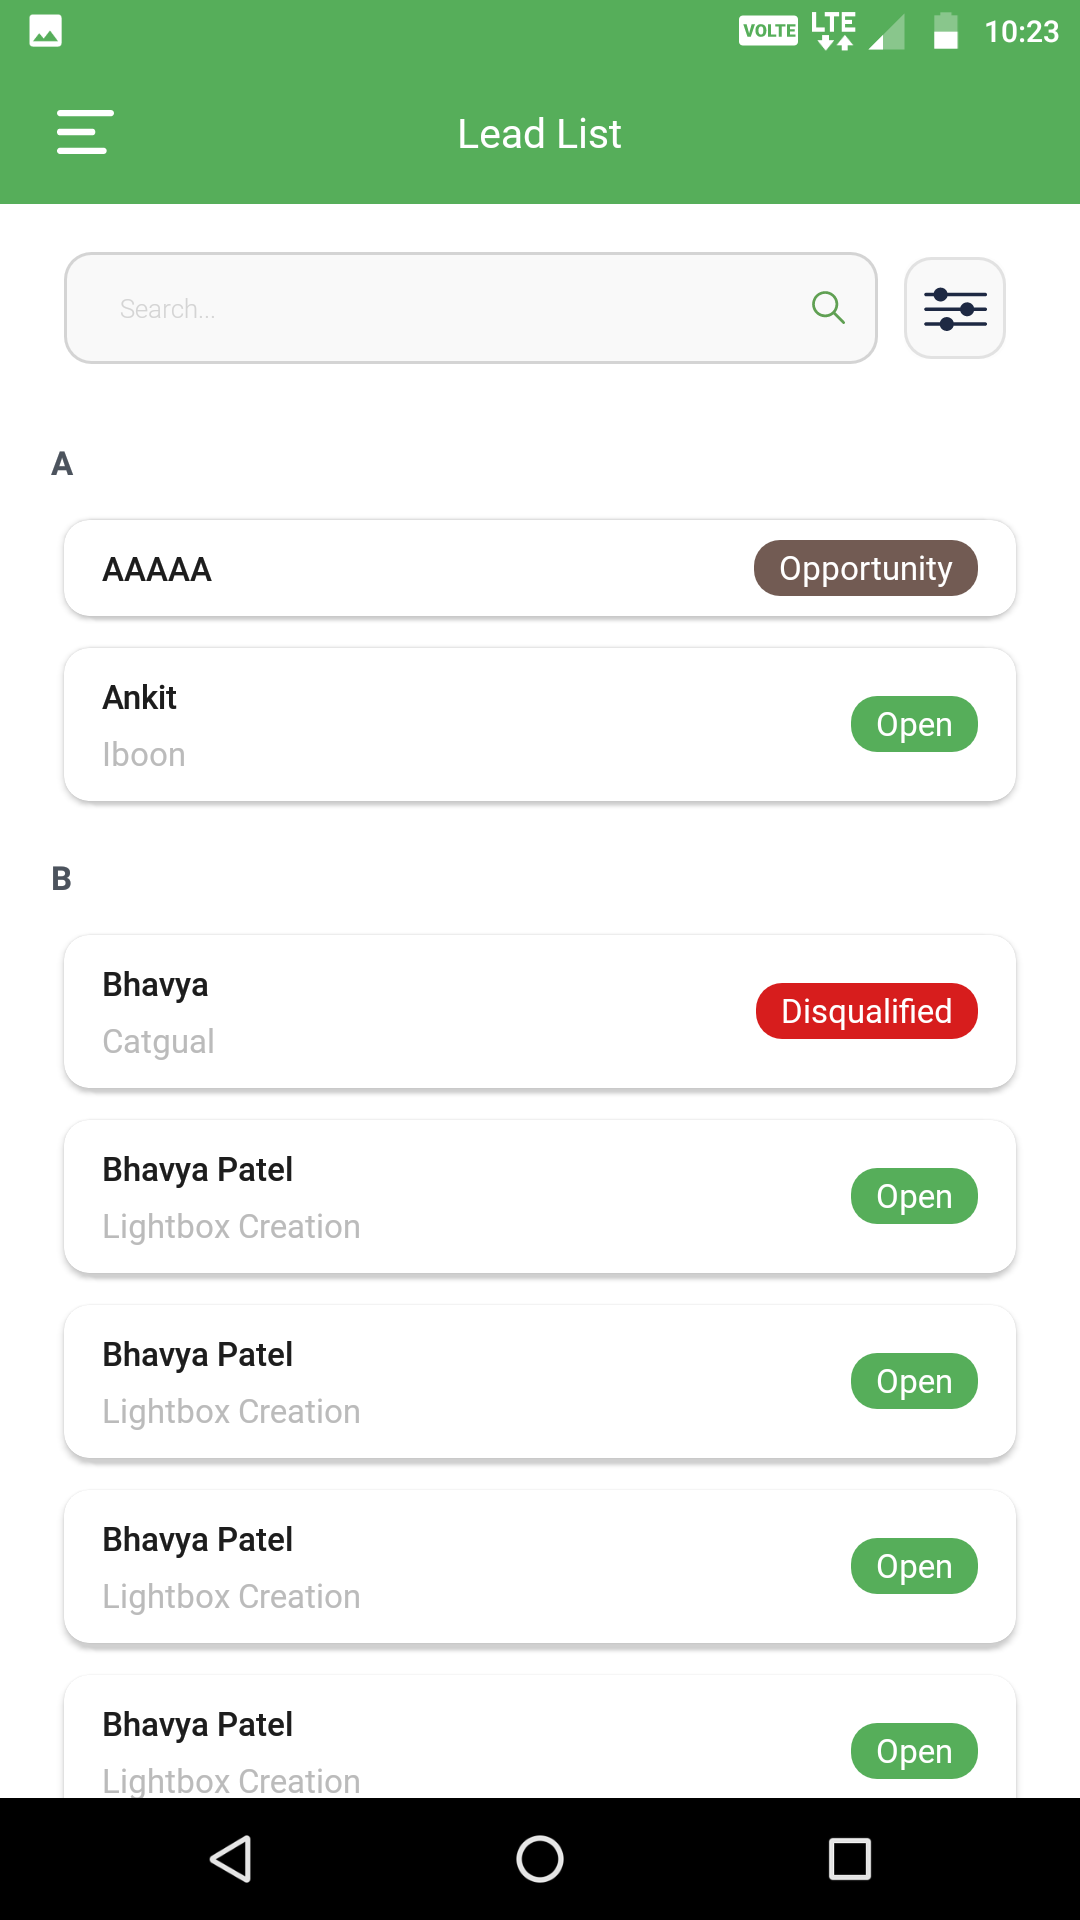 VOLTE LTE 10:23
Lead List
Search...
A
AAAAA Opportunity
Ankit
Iboon
Open
B
Bhavya
Catgual
Disqualified
Bhavya Patel
Lightbox Creation
Open
Bhavya Patel
Lightbox Creation
Open
Bhavya Patel
Lightbox Creation
Open
Bhavya Patel
Lightbox Creation
Open